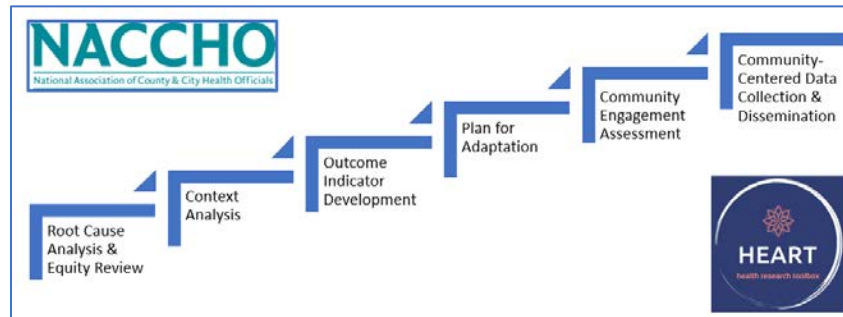 NACCHO
National Association of County & City Health Officials
Root Cause
Analysis &
Equity Review
Context
Analysis
Outcome
Indicator
Development
Plan for
Adaptation
Community
Engagement
Assessment
Community-
Centered Data
Collection &
Dissemination
HEART
health research toolbox